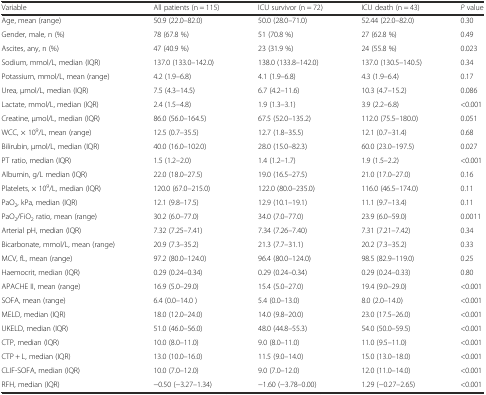 Variable All patients (n = 115) ICU survivor (n = 72) ICU death (n = 43) P value
Age, mean (range) 50.9 (22.0–82.0) 50.0 (28.0–71.0) 52.44 (22.0–82.0) 0.30
Gender, male, n (%) 78 (67.8 %) 51 (70.8 %) 27 (62.8 %) 0.49
Ascites, any, n (%) 47 (40.9 %) 23 (31.9 %) 24 (55.8 %) 0.023
Sodium, mmol/L, median (IQR) 137.0 (133.0–142.0) 138.0 (133.8–142.0) 137.0 (130.5–140.5) 0.34
Potassium, mmol/L, mean (range) 4.2 (1.9–6.8) 4.1 (1.9–6.8) 4.3 (1.9–6.4) 0.17
Urea, μmol/L, median (IQR) 7.5 (4.3–14.5) 6.7 (4.2–11.6) 10.3 (4.7–15.2) 0.086
Lactate, mmol/L, median (IQR) 2.4 (1.5–4.8) 1.9 (1.3–3.1) 3.9 (2.2–6.8) <0.001
Creatine, μmol/L, median (IQR) 86.0 (56.0–164.5) 67.5 (52.0–135.2) 112.0 (75.5–180.0) 0.051
WCC, × 10⁹/L, mean (range) 12.5 (0.7–35.5) 12.7 (1.8–35.5) 12.1 (0.7–31.4) 0.68
Bilirubin, μmol/L, median (IQR) 40.0 (16.0–102.0) 28.0 (15.0–82.3) 60.0 (23.0–197.5) 0.027
PT ratio, median (IQR) 1.5 (1.2–2.0) 1.4 (1.2–1.7) 1.9 (1.5–2.2) <0.001
Albumin, g/L median (IQR) 22.0 (18.0–27.5) 19.0 (16.5–27.5) 21.0 (17.0–27.0) 0.16
Platelets, × 10⁹/L, median (IQR) 120.0 (67.0–215.0) 122.0 (80.0–235.0) 116.0 (46.5–174.0) 0.11
PaO₂, kPa, median (IQR) 12.1 (9.8–17.5) 12.9 (10.1–19.1) 11.1 (9.7–13.4) 0.11
PaO₂/FiO₂ ratio, mean (range) 30.2 (6.0–77.0) 34.0 (7.0–77.0) 23.9 (6.0–59.0) 0.0011
Arterial pH, median (IQR) 7.32 (7.25–7.41) 7.34 (7.26–7.40) 7.31 (7.21–7.42) 0.34
Bicarbonate, mmol/L, mean (range) 20.9 (7.3–35.2) 21.3 (7.7–31.1) 20.2 (7.3–35.2) 0.33
MCV, fL, mean (range) 97.2 (80.0–124.0) 96.4 (80.0–124.0) 98.5 (82.9–119.0) 0.25
Haemocrit, median (IQR) 0.29 (0.24–0.34) 0.29 (0.24–0.34) 0.29 (0.24–0.33) 0.80
APACHE II, mean (range) 16.9 (5.0–29.0) 15.4 (5.0–27.0) 19.4 (9.0–29.0) <0.001
SOFA, mean (range) 6.4 (0.0–14.0 ) 5.4 (0.0–13.0) 8.0 (2.0–14.0) <0.001
MELD, median (IQR) 18.0 (12.0–24.0) 14.0 (9.8–20.0) 23.0 (17.5–26.0) <0.001
UKELD, median (IQR) 51.0 (46.0–56.0) 48.0 (44.8–55.3) 54.0 (50.0–59.5) <0.001
CTP, median (IQR) 10.0 (8.0–11.0) 9.0 (8.0–11.0) 11.0 (9.5–11.0) <0.001
CTP + L, median (IQR) 13.0 (10.0–16.0) 11.5 (9.0–14.0) 15.0 (13.0–18.0) <0.001
CLIF-SOFA, median (IQR) 10.0 (7.0–12.0) 9.0 (7.0–12.0) 12.0 (11.0–14.0) <0.001
RFH, median (IQR) −0.50 (−3.27–1.34) −1.60 (−3.78–0.00) 1.29 (−0.27–2.65) <0.001